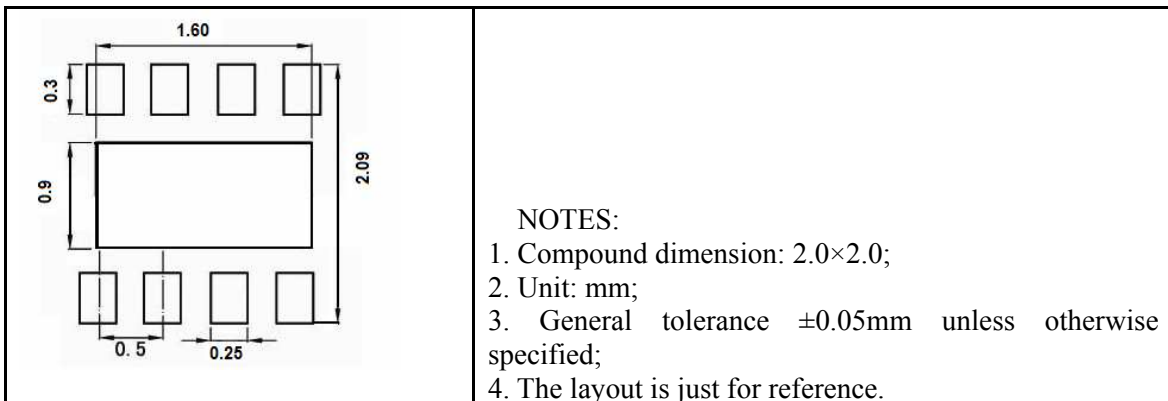 1.60
0.3
2.09
0.9
0. 5
0.25
NOTES:
1. Compound dimension: 2.0×2.0;
2. Unit: mm;
3. General tolerance ±0.05mm unless otherwise
specified;
4. The layout is just for reference.